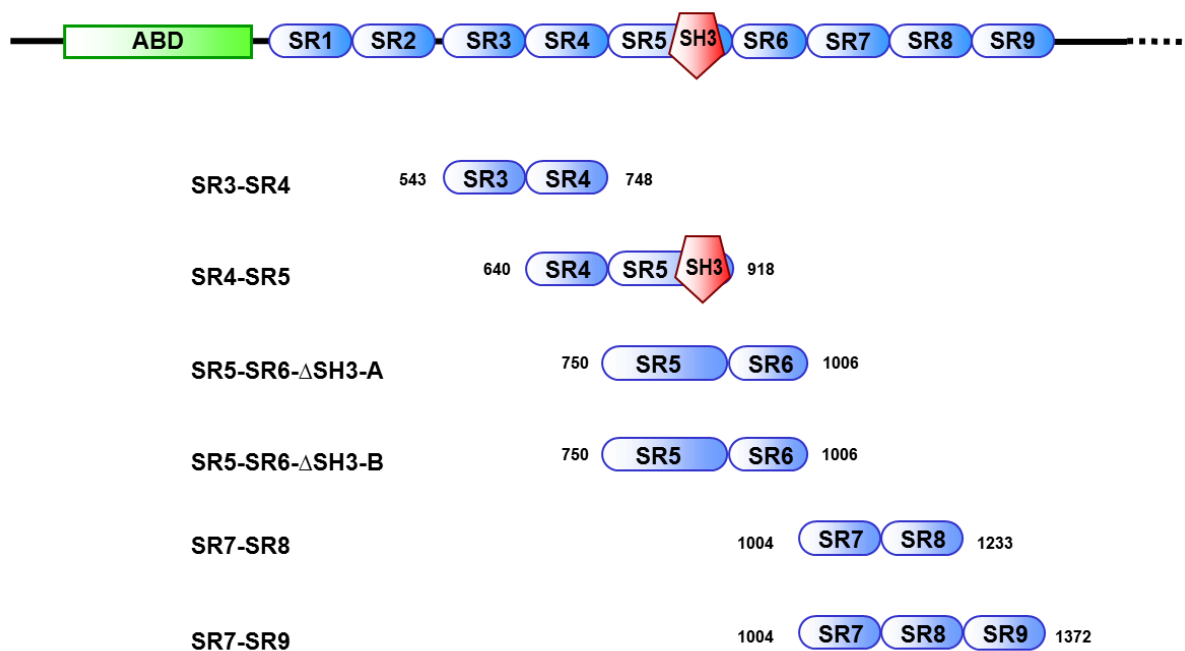 ABD SR1 SR2 SR3 SR4 SR5 SH3 SR6 SR7 SR8 SR9
SR3-SR4 543 SR3 SR4 748
SR4-SR5 640 SR4 SR5 SH3 918
SR5-SR6-ΔSH3-A 750 SR5 SR6 1006
SR5-SR6-ΔSH3-B 750 SR5 SR6 1006
SR7-SR8 1004 SR7 SR8 1233
SR7-SR9 1004 SR7 SR8 SR9 1372